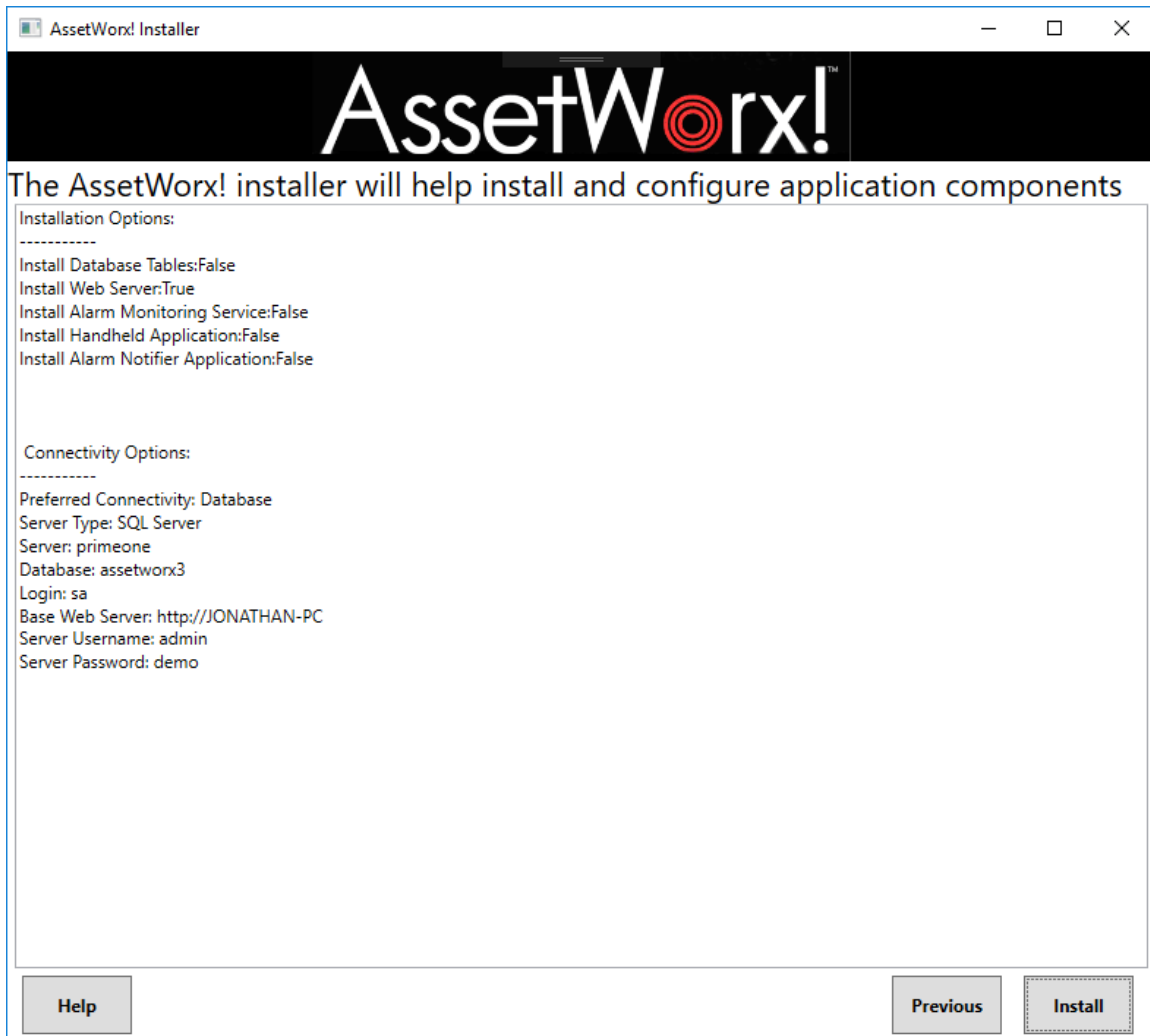 AssetWorx! Installer
AssetWorx!™
The AssetWorx! installer will help install and configure application components
Installation Options:
-----------
Install Database Tables:False
Install Web Server:True
Install Alarm Monitoring Service:False
Install Handheld Application:False
Install Alarm Notifier Application:False
Connectivity Options:
-----------
Preferred Connectivity: Database
Server Type: SQL Server
Server: primeone
Database: assetworx3
Login: sa
Base Web Server: http://JONATHAN-PC
Server Username: admin
Server Password: demo
Help
Previous
Install